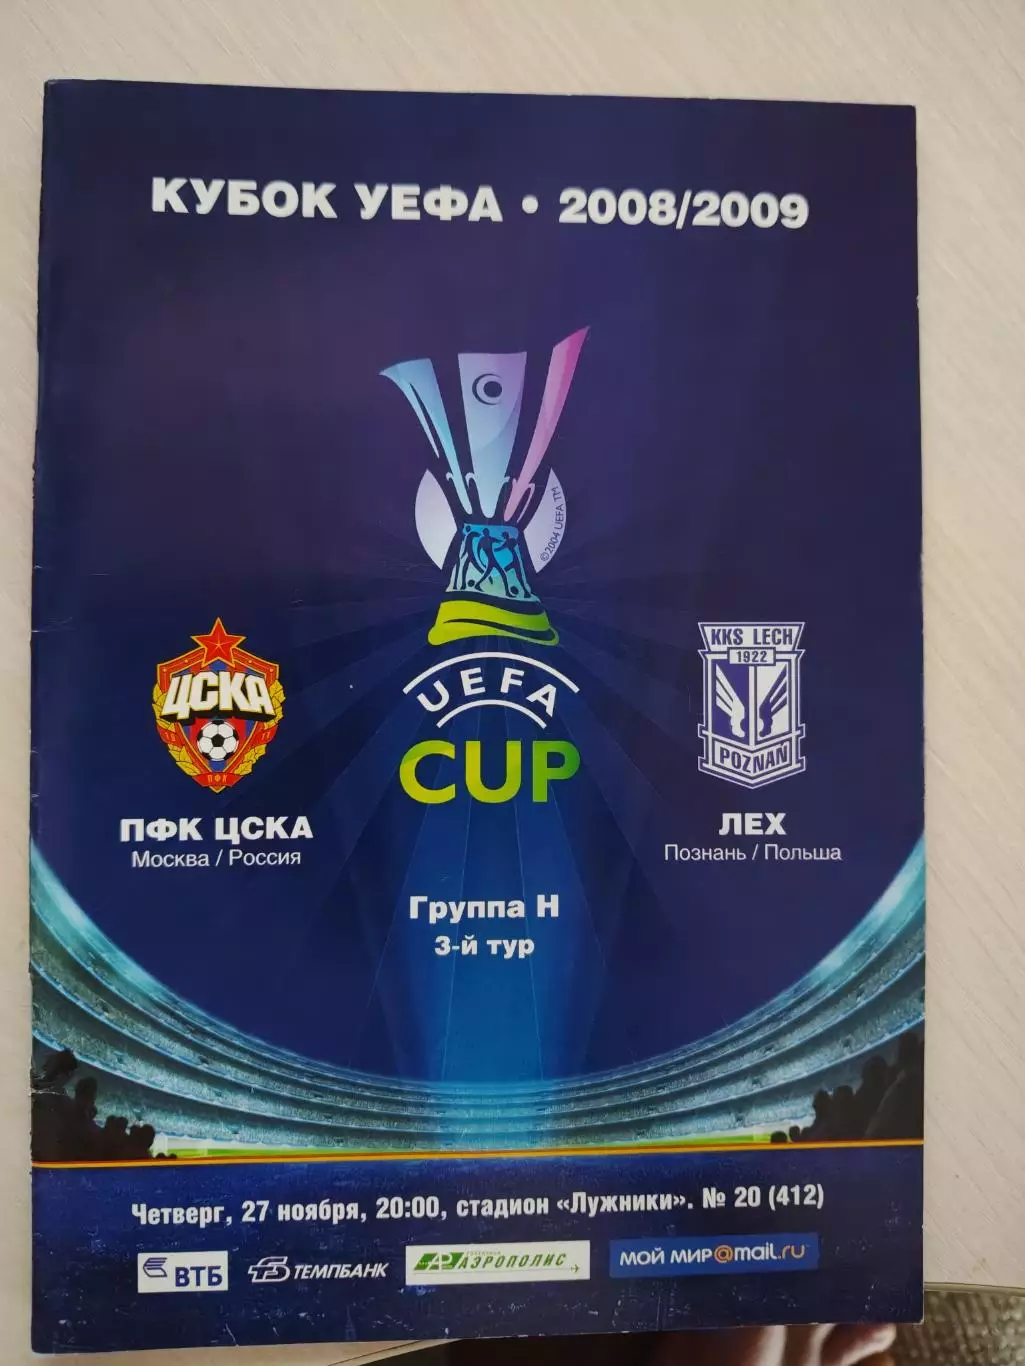 КУБОК УЕФА • 2008/2009
©2004 UEFA TM
ЦСКА
ПФК
KKS LECH
1922
POZNAŃ
UEFA
CUP
ПФК ЦСКА
Москва / Россия
ЛЕХ
Познань / Польша
Группа Н
3-й тур
Четверг, 27 ноября, 20:00, стадион «Лужники». № 20 (412)
ВТБ
ТЕМПБАНК
АЭРОПОЛИС
МОЙ МИР@mail.ru